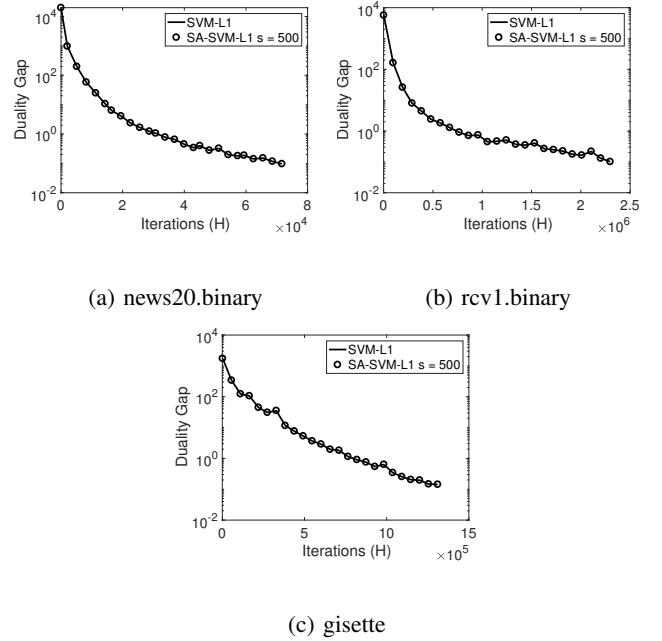 SVM-L1
SA-SVM-L1 s = 500
10^4
10^2
10^0
10^-2
Duality Gap
0 2 4 6 8
Iterations (H) ×10^4
(a) news20.binary
SVM-L1
SA-SVM-L1 s = 500
10^4
10^2
10^0
10^-2
Duality Gap
0 0.5 1 1.5 2 2.5
Iterations (H) ×10^6
(b) rcv1.binary
SVM-L1
SA-SVM-L1 s = 500
10^4
10^2
10^0
10^-2
Duality Gap
0 5 10 15
Iterations (H) ×10^5
(c) gisette